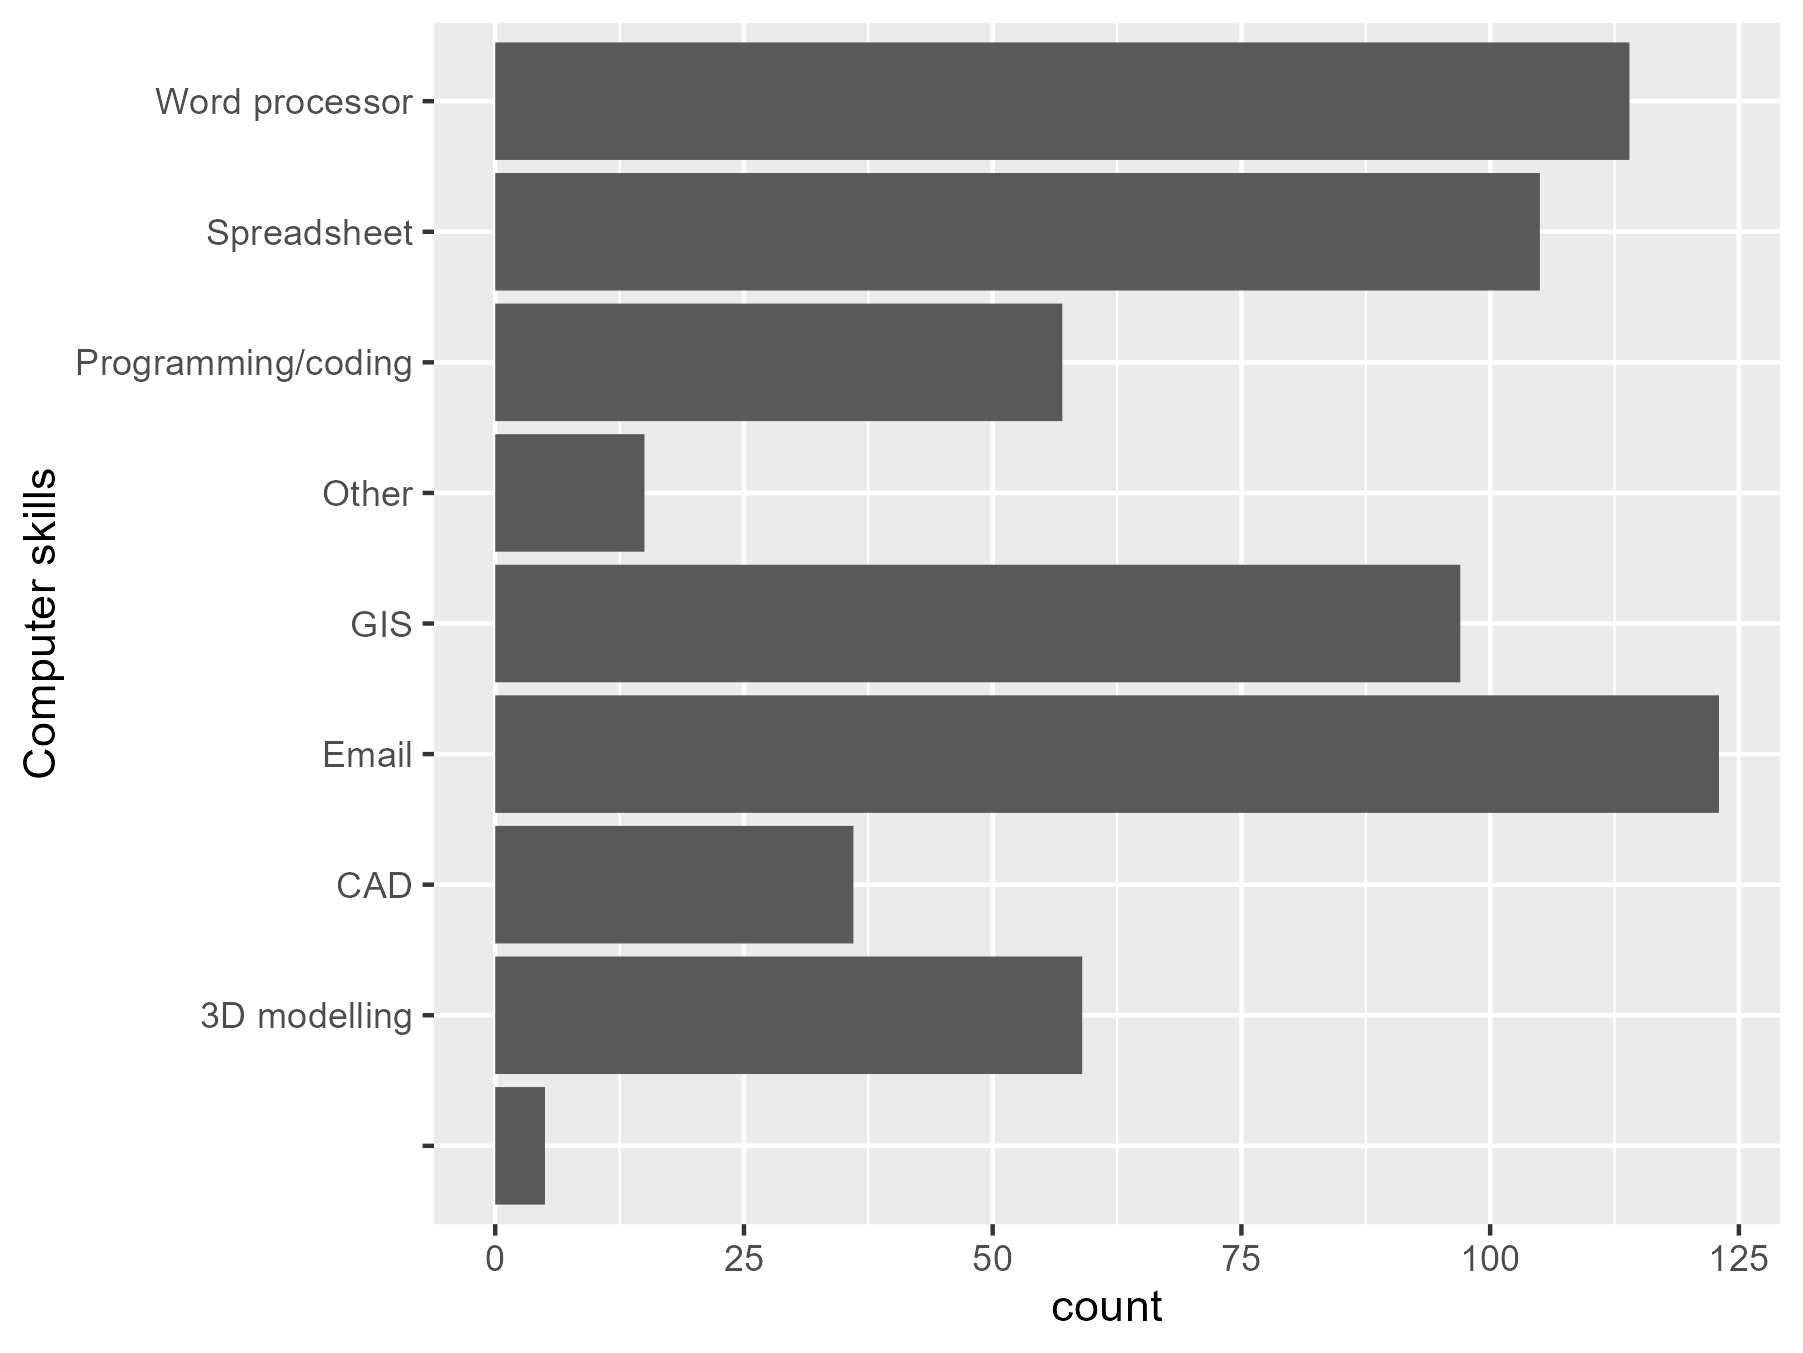 Word processor
Spreadsheet
Programming/coding
Other
GIS
Email
CAD
3D modelling
Computer skills
0 25 50 75 100 125
count